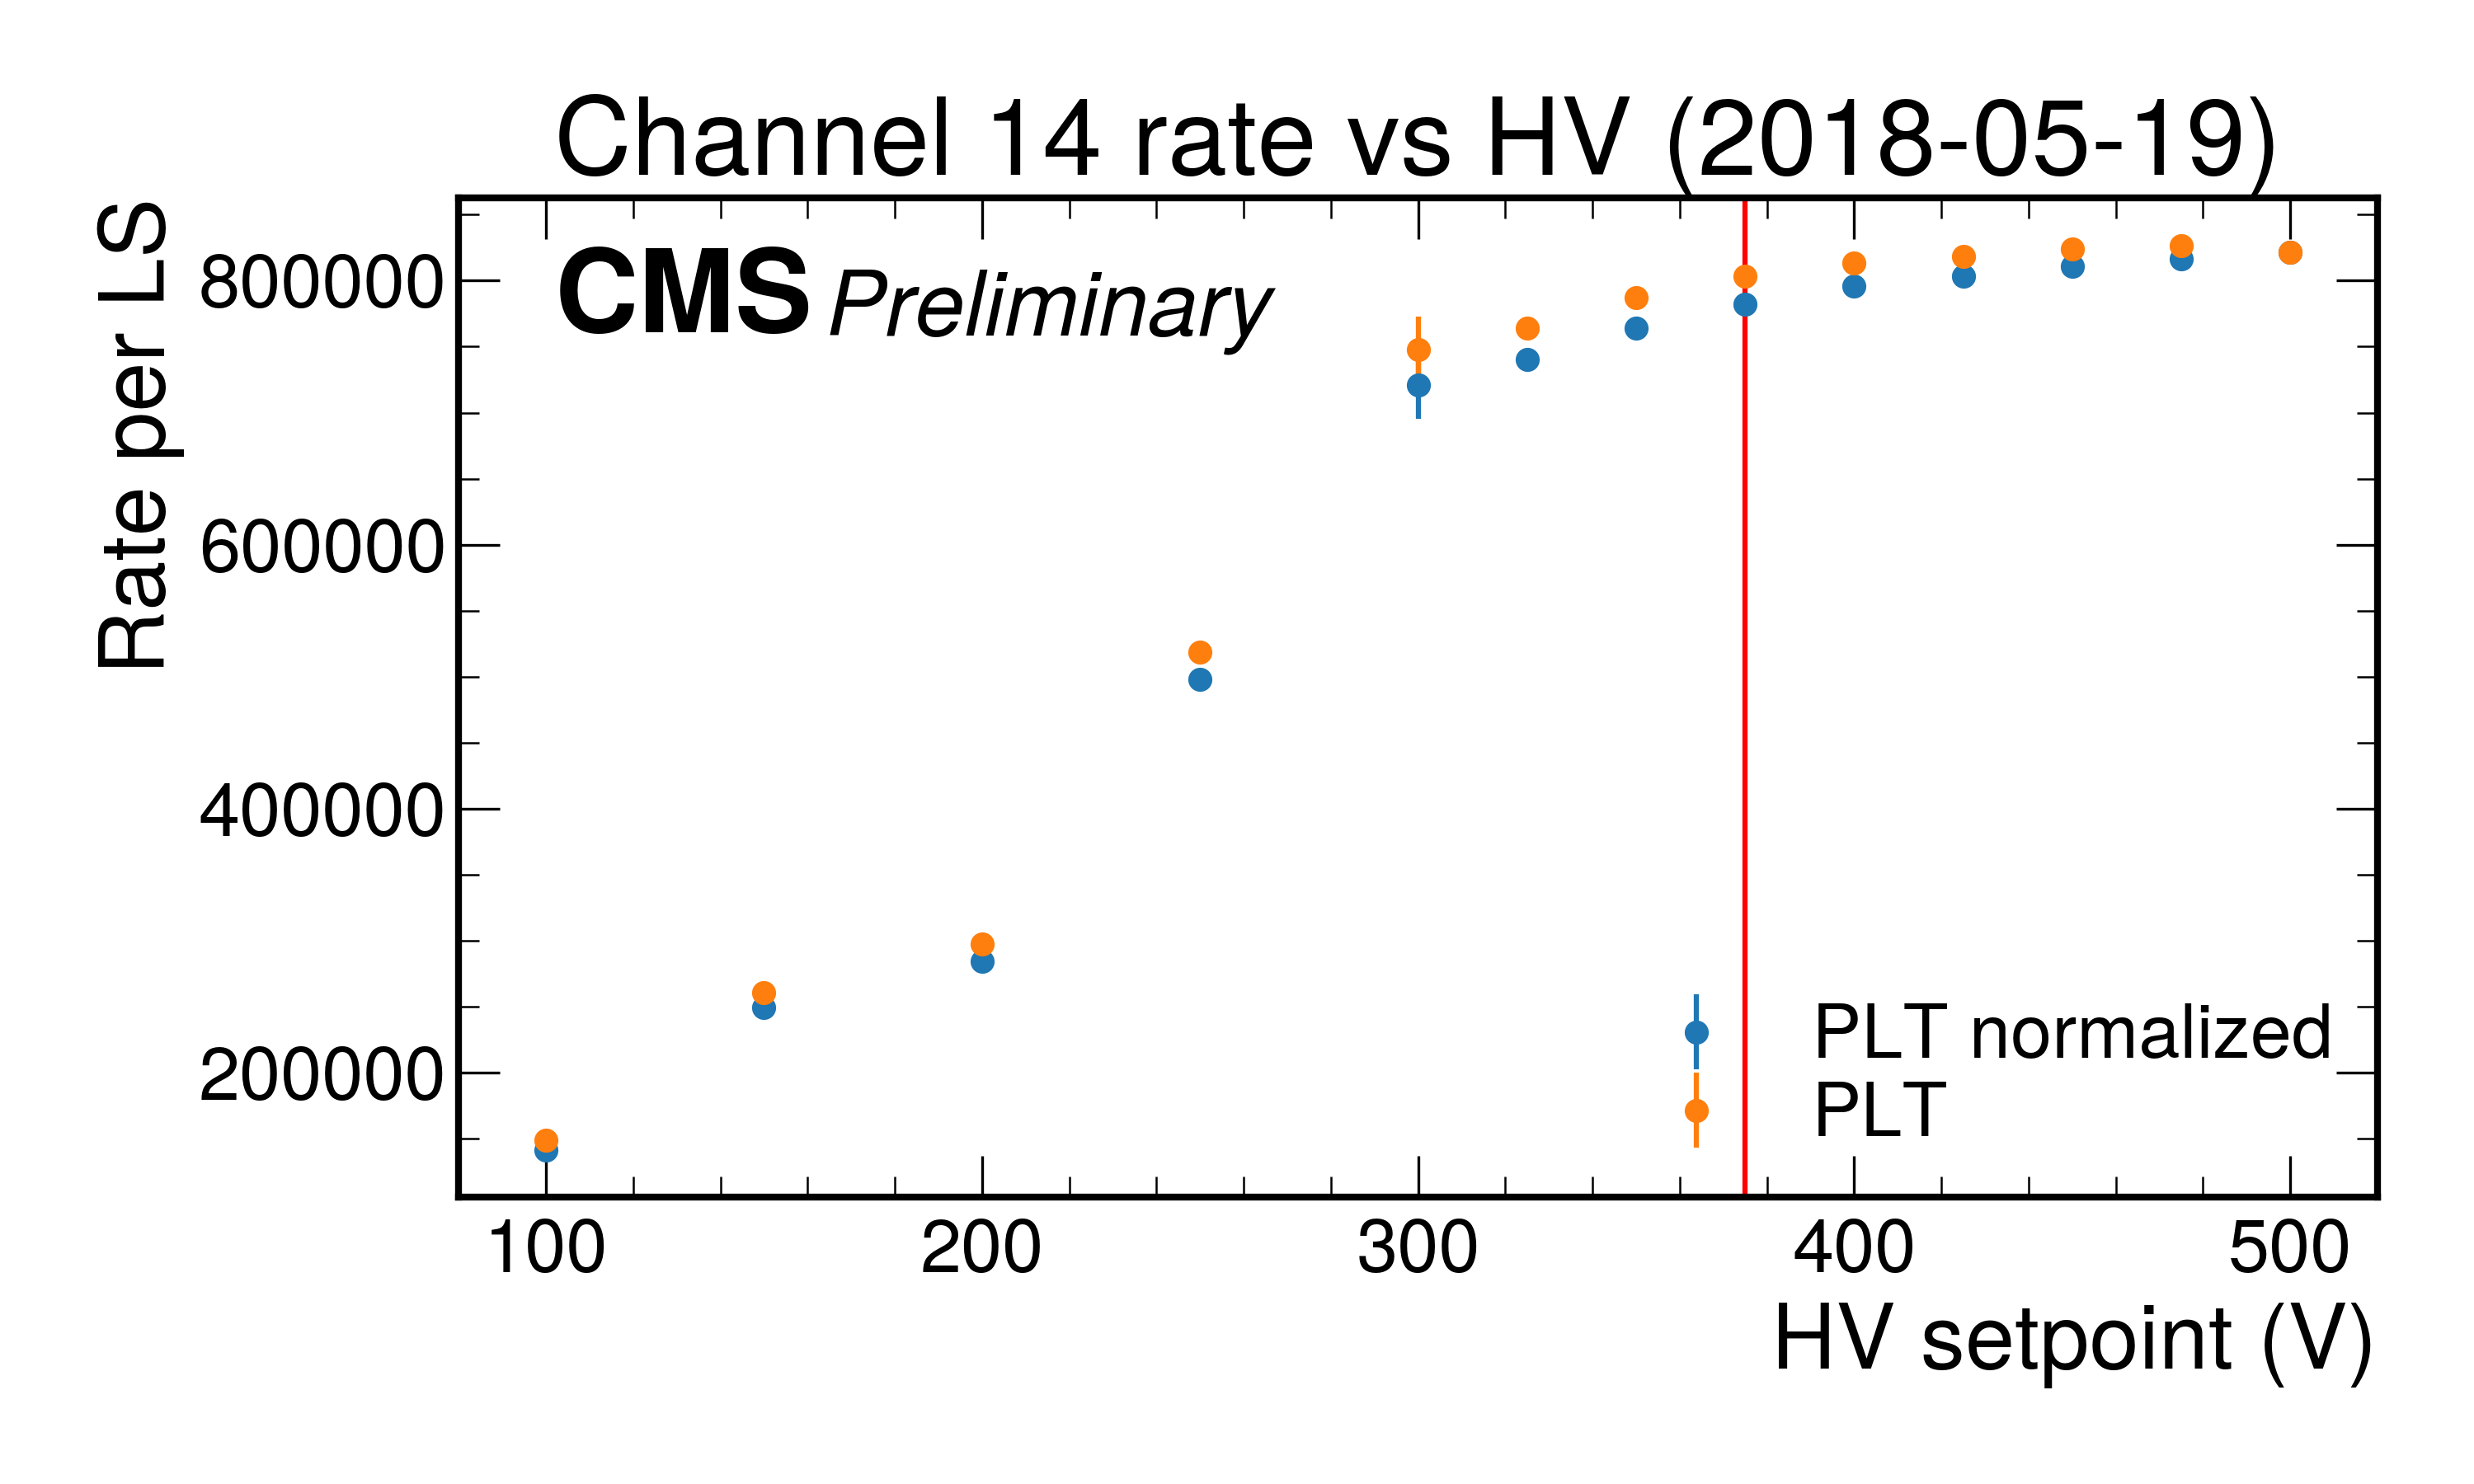 Channel 14 rate vs HV (2018-05-19)
CMS Preliminary
Rate per LS
800000
600000
400000
200000
PLT normalized
PLT
100 200 300 400 500
HV setpoint (V)